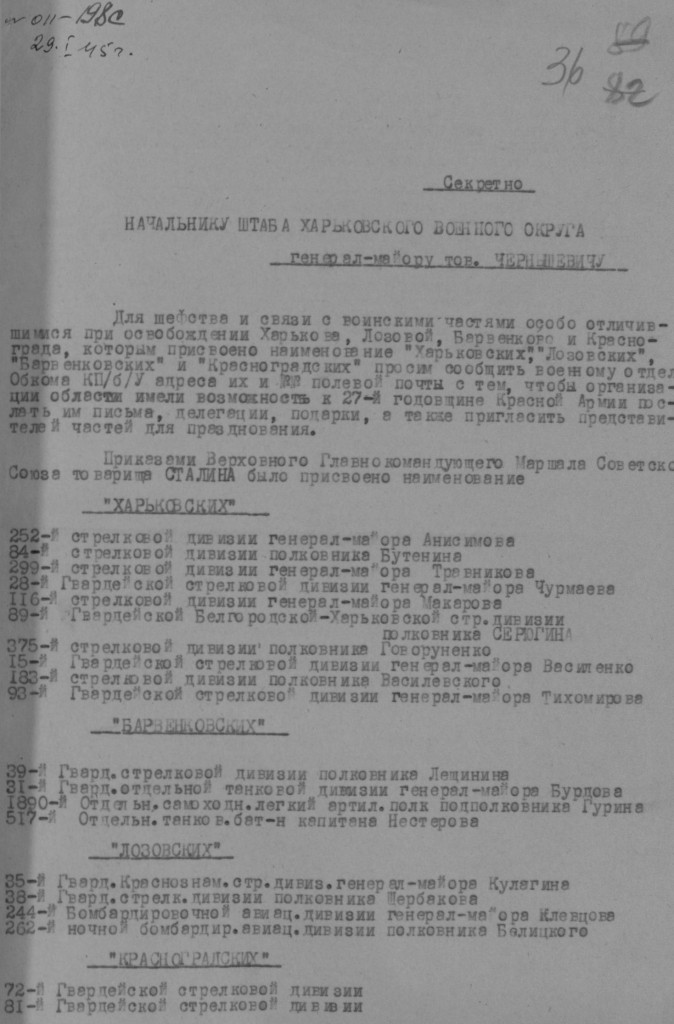 № ОП-198с
29.I 45 г.
36 59
82
Секретно
НАЧАЛЬНИКУ ШТАБА ХАРЬКОВСКОГО ВОЕННОГО ОКРУГА
генерал-майору тов. ЧЕРНЫШЕВИЧУ
Для шефства и связи с воинскими частями особо отличив-
шимися при освобождении Харькова, Лозовой, Барвенково и Красно-
града, которым присвоено наименование "Харьковских", "Лозовских",
"Барвенковских" и "Красноградских" просим сообщить военному отдел
Обкома КП/б/У адреса их и полевой почты с тем, чтобы организа-
ции области имели возможность к 27-й годовщине Красной Армии пос-
лать им письма, делегации, подарки, а также пригласить представи-
телей частей для празднования.
Приказами Верховного Главнокомандующего Маршала Советско
Союза товарища СТАЛИНА было присвоено наименование
"ХАРЬКОВСКИХ"
252-й стрелковой дивизии генерал-майора Анисимова
84-й стрелковой дивизии полковника Бутенина
299-й стрелковой дивизии генерал-майора Травникова
28-й Гвардейской стрелковой дивизии генерал-майора Чурмаева
116-й стрелковой дивизии генерал-майора Макарова
89-й Гвардейской Белгородской-Харьковской стр.дивизии
полковника СЕРЮГИНА
375-й стрелковой дивизии полковника Говоруненко
15-й Гвардейской стрелковой дивизии генерал-майора Василенко
183-й стрелковой дивизии полковника Василевского
93-й Гвардейской стрелковой дивизии генерал-майора Тихомирова
"БАРВЕНКОВСКИХ"
39-й Гвард.стрелковой дивизии полковника Лещинина
31-й Гвард.отдельной танковой дивизии генерал-майора Бурдова
1890-й Отдельн.самоходн.легкий артил.полк подполковника Гурина
517-й Отдельн.танков.бат-н капитана Нестерова
"ЛОЗОВСКИХ"
35-й Гвард.Краснознам.стр.дивиз.генерал-майора Кулагина
38-й Гвард.стрелк.дивизии полковника Щербакова
244-й Бомбардировочной авиац.дивизии генерал-майора Клевцова
262-й ночной бомбардир.авиац.дивизии полковника Белицкого
"КРАСНОГРАДСКИХ"
72-й Гвардейской стрелковой дивизии
81-й Гвардейской стрелковой дивизии